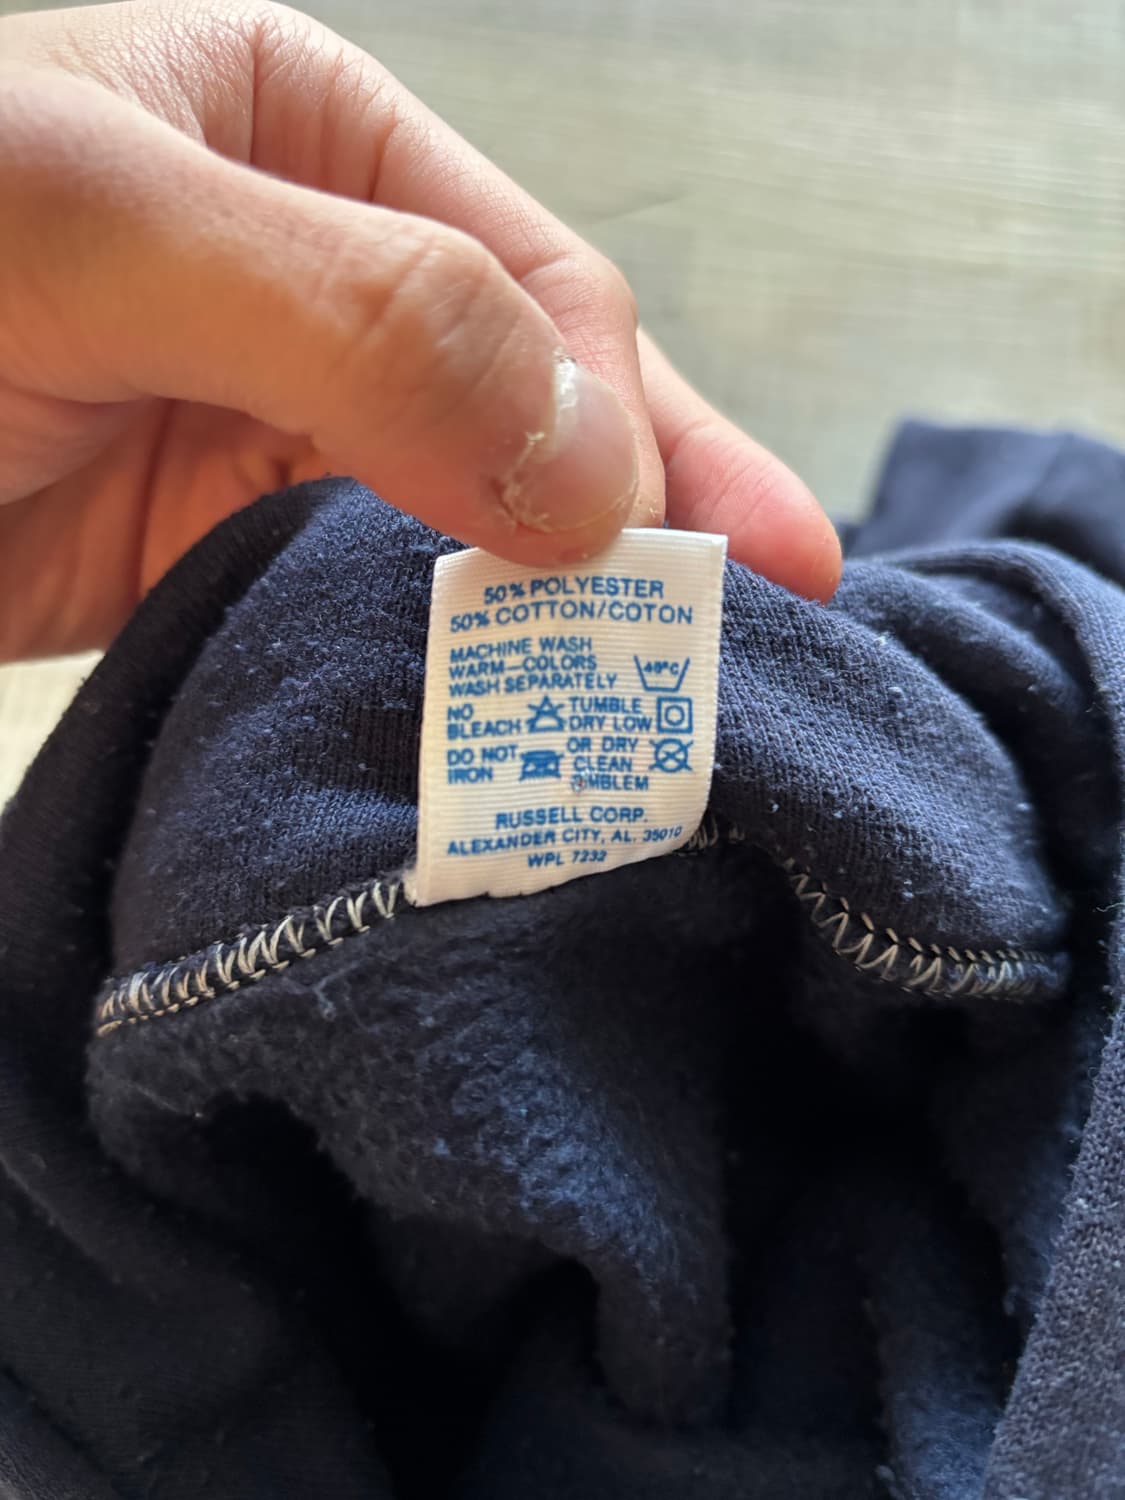 50% POLYESTER
50% COTTON/COTON
MACHINE WASH
WARM—COLORS
WASH SEPARATELY
40°C
NO BLEACH
TUMBLE DRY LOW
DO NOT IRON
OR DRY CLEAN
EMBLEM
RUSSELL CORP.
ALEXANDER CITY, AL. 35010
WPL 7232